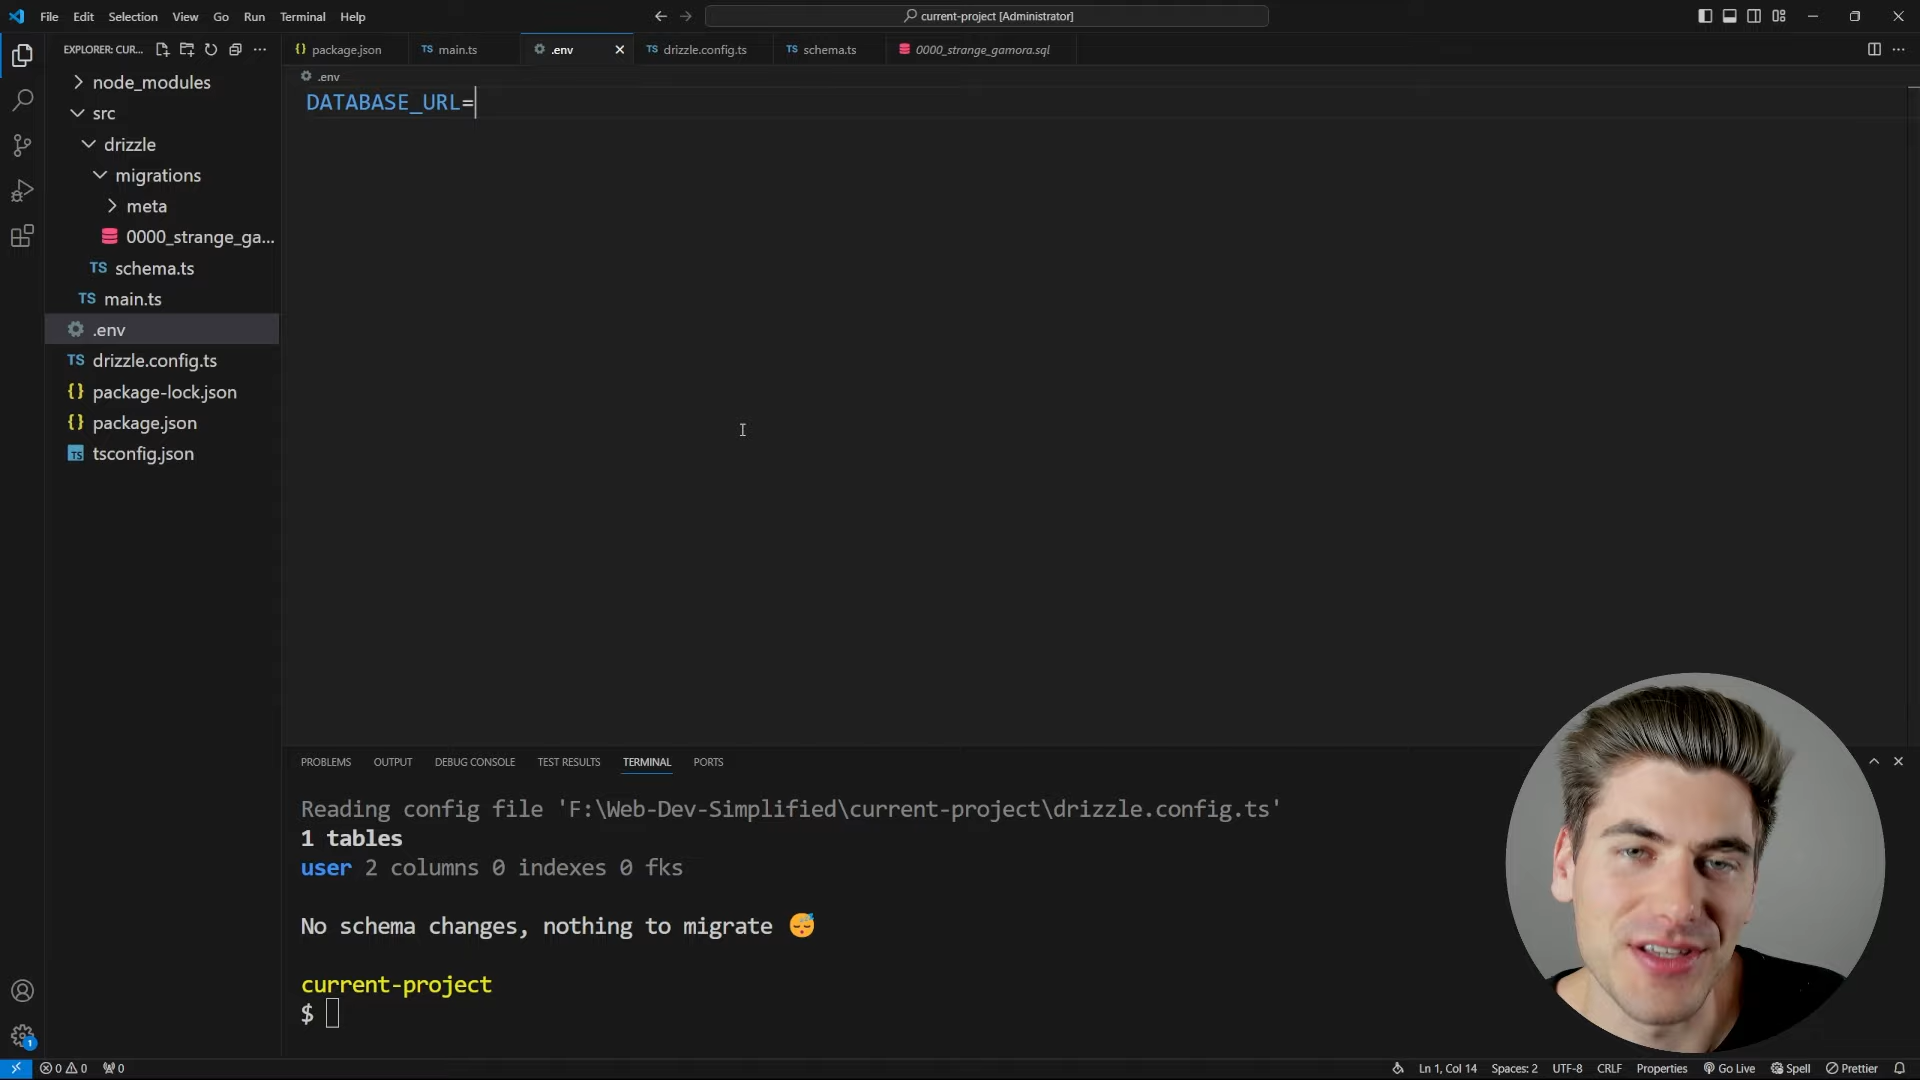 File Edit Selection View Go Run Terminal Help
current-project [Administrator]
EXPLORER: CUR...
package.json
main.ts
.env
drizzle.config.ts
schema.ts
0000_strange_gamora.sql
node_modules
src
drizzle
migrations
meta
0000_strange_ga...
schema.ts
main.ts
.env
drizzle.config.ts
package-lock.json
package.json
tsconfig.json
.env
DATABASE_URL=
PROBLEMS OUTPUT DEBUG CONSOLE TEST RESULTS TERMINAL PORTS
Reading config file 'F:\Web-Dev-Simplified\current-project\drizzle.config.ts'
1 tables
user 2 columns 0 indexes 0 fks
No schema changes, nothing to migrate 😴
current-project
$
0 0 0 Ln 1, Col 14 Spaces: 2 UTF-8 CRLF Properties Go Live Spell Prettier